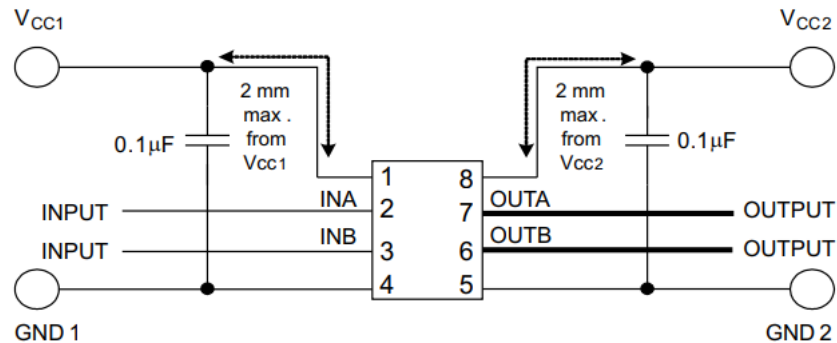 VCC1
VCC2
2 mm
max .
from
Vcc1
2 mm
max .
from
Vcc2
0.1µF
0.1µF
1
8
INPUT
INA
2
7
OUTA
OUTPUT
INPUT
INB
3
6
OUTB
OUTPUT
4
5
GND 1
GND 2